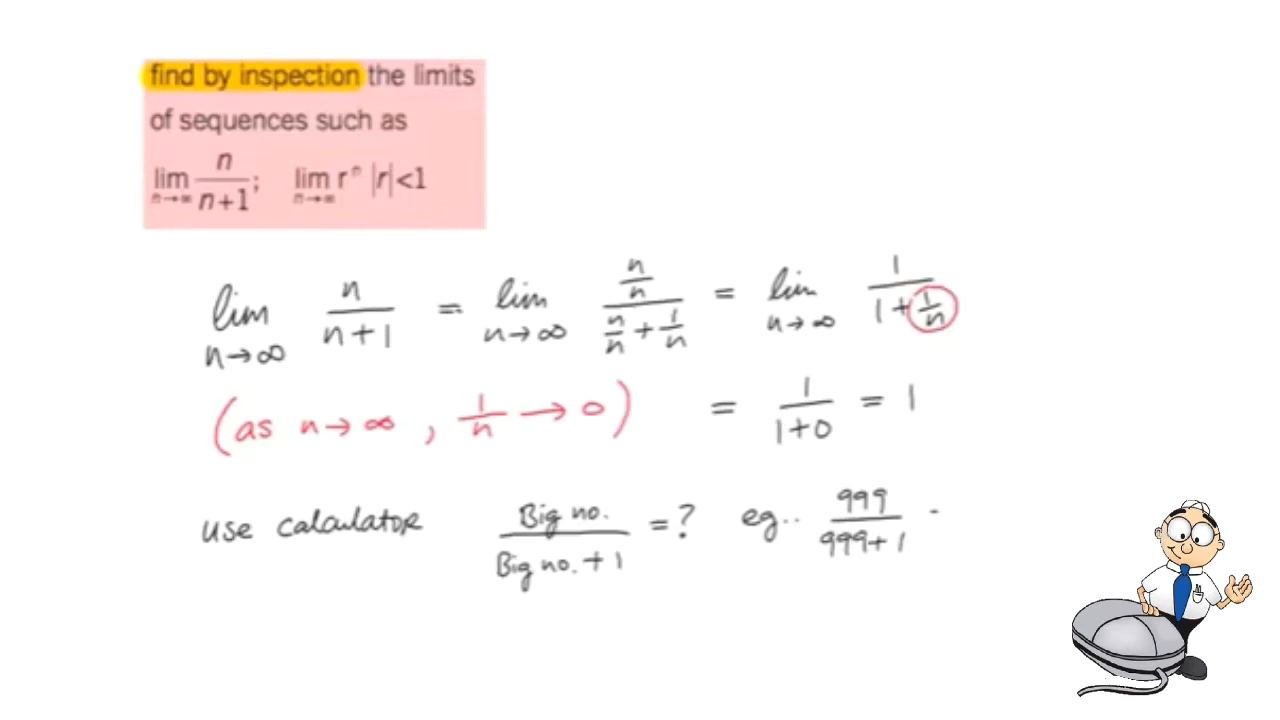 find by inspection the limits
of sequences such as
lim n→∞ n/(n+1); lim n→∞ rⁿ |r|<1
lim n→∞ n/(n+1) = lim n→∞ (n/n)/(n/n + 1/n) = lim n→∞ 1/(1 + 1/n)
(as n→∞, 1/n → 0) = 1/(1+0) = 1
use calculator Big no./(Big no. + 1) = ? eg.. 999/(999+1) -